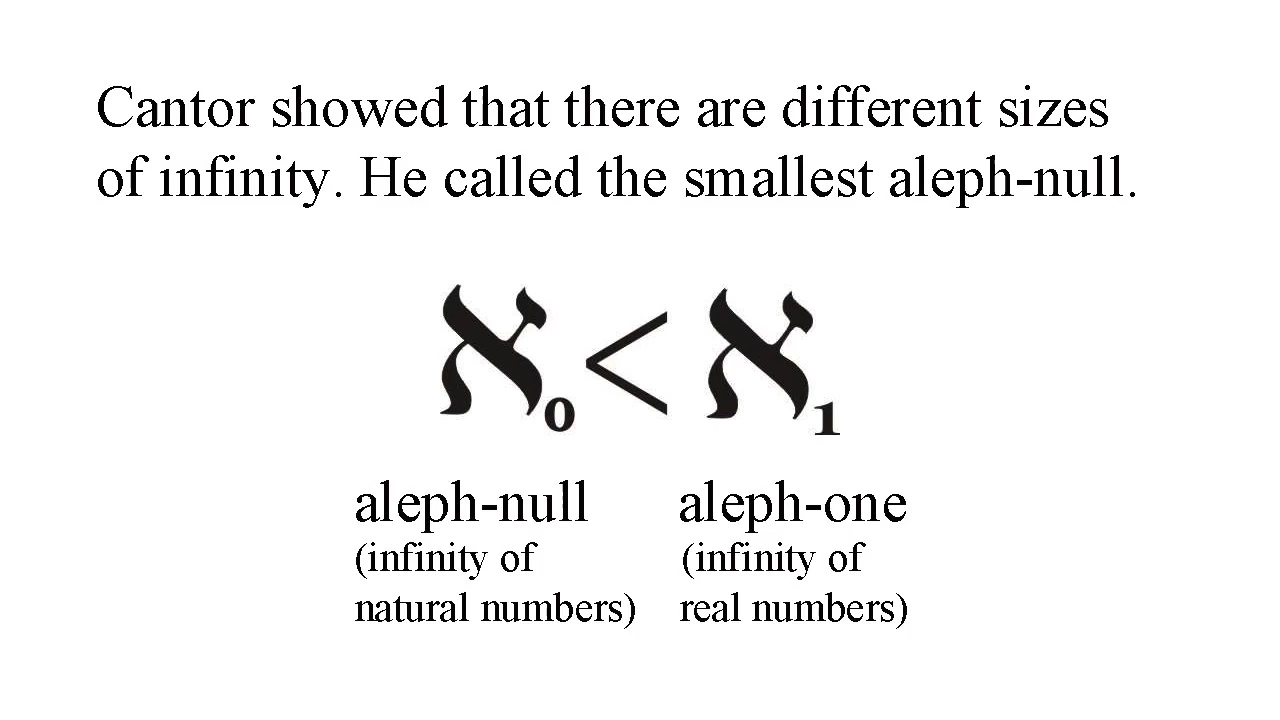 Cantor showed that there are different sizes
of infinity. He called the smallest aleph-null.
ℵ₀ < ℵ₁
aleph-null aleph-one
(infinity of (infinity of
natural numbers) real numbers)